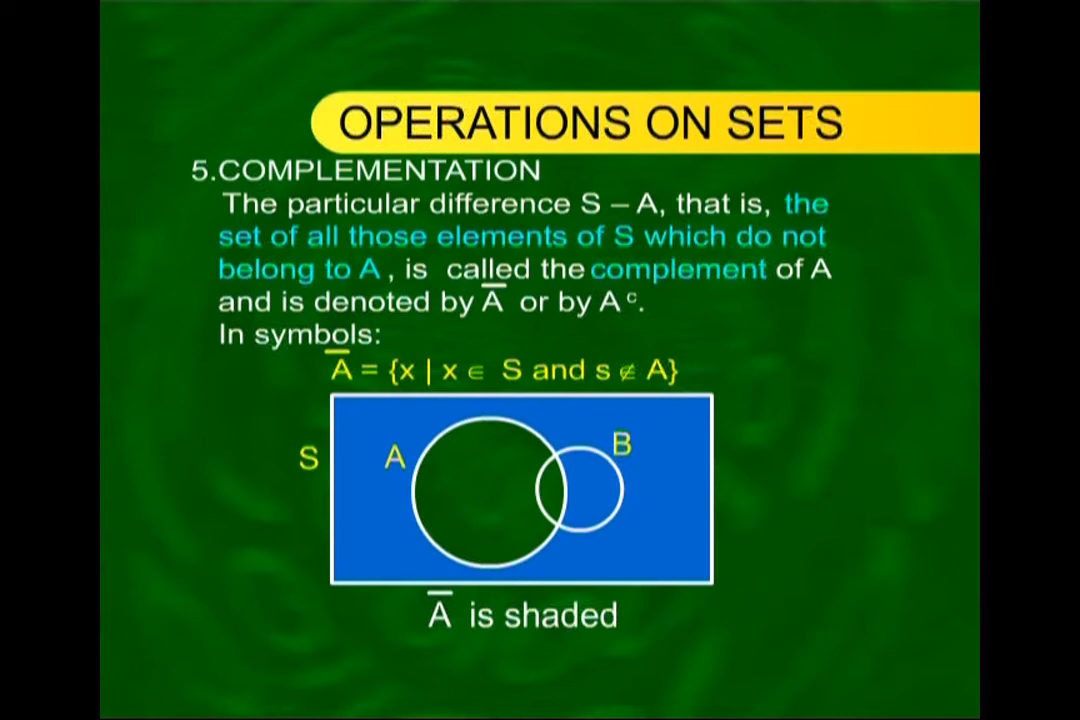 OPERATIONS ON SETS
5.COMPLEMENTATION
The particular difference S – A, that is, the
set of all those elements of S which do not
belong to A , is called the complement of A
and is denoted by A̅ or by Aᶜ.
In symbols:
A̅ = {x | x ∈ S and s ∉ A}
S
A
B
A̅ is shaded